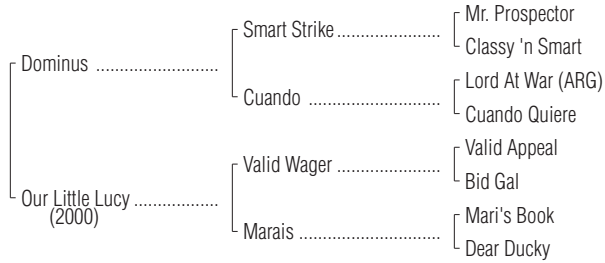 Mr. Prospector
Smart Strike ..................
Classy 'n Smart
Dominus .....................
Lord At War (ARG)
Cuando .......................
Cuando Quiere
Valid Appeal
Valid Wager ..................
Bid Gal
Our Little Lucy ...............
(2000)
Mari's Book
Marais .........................
Dear Ducky